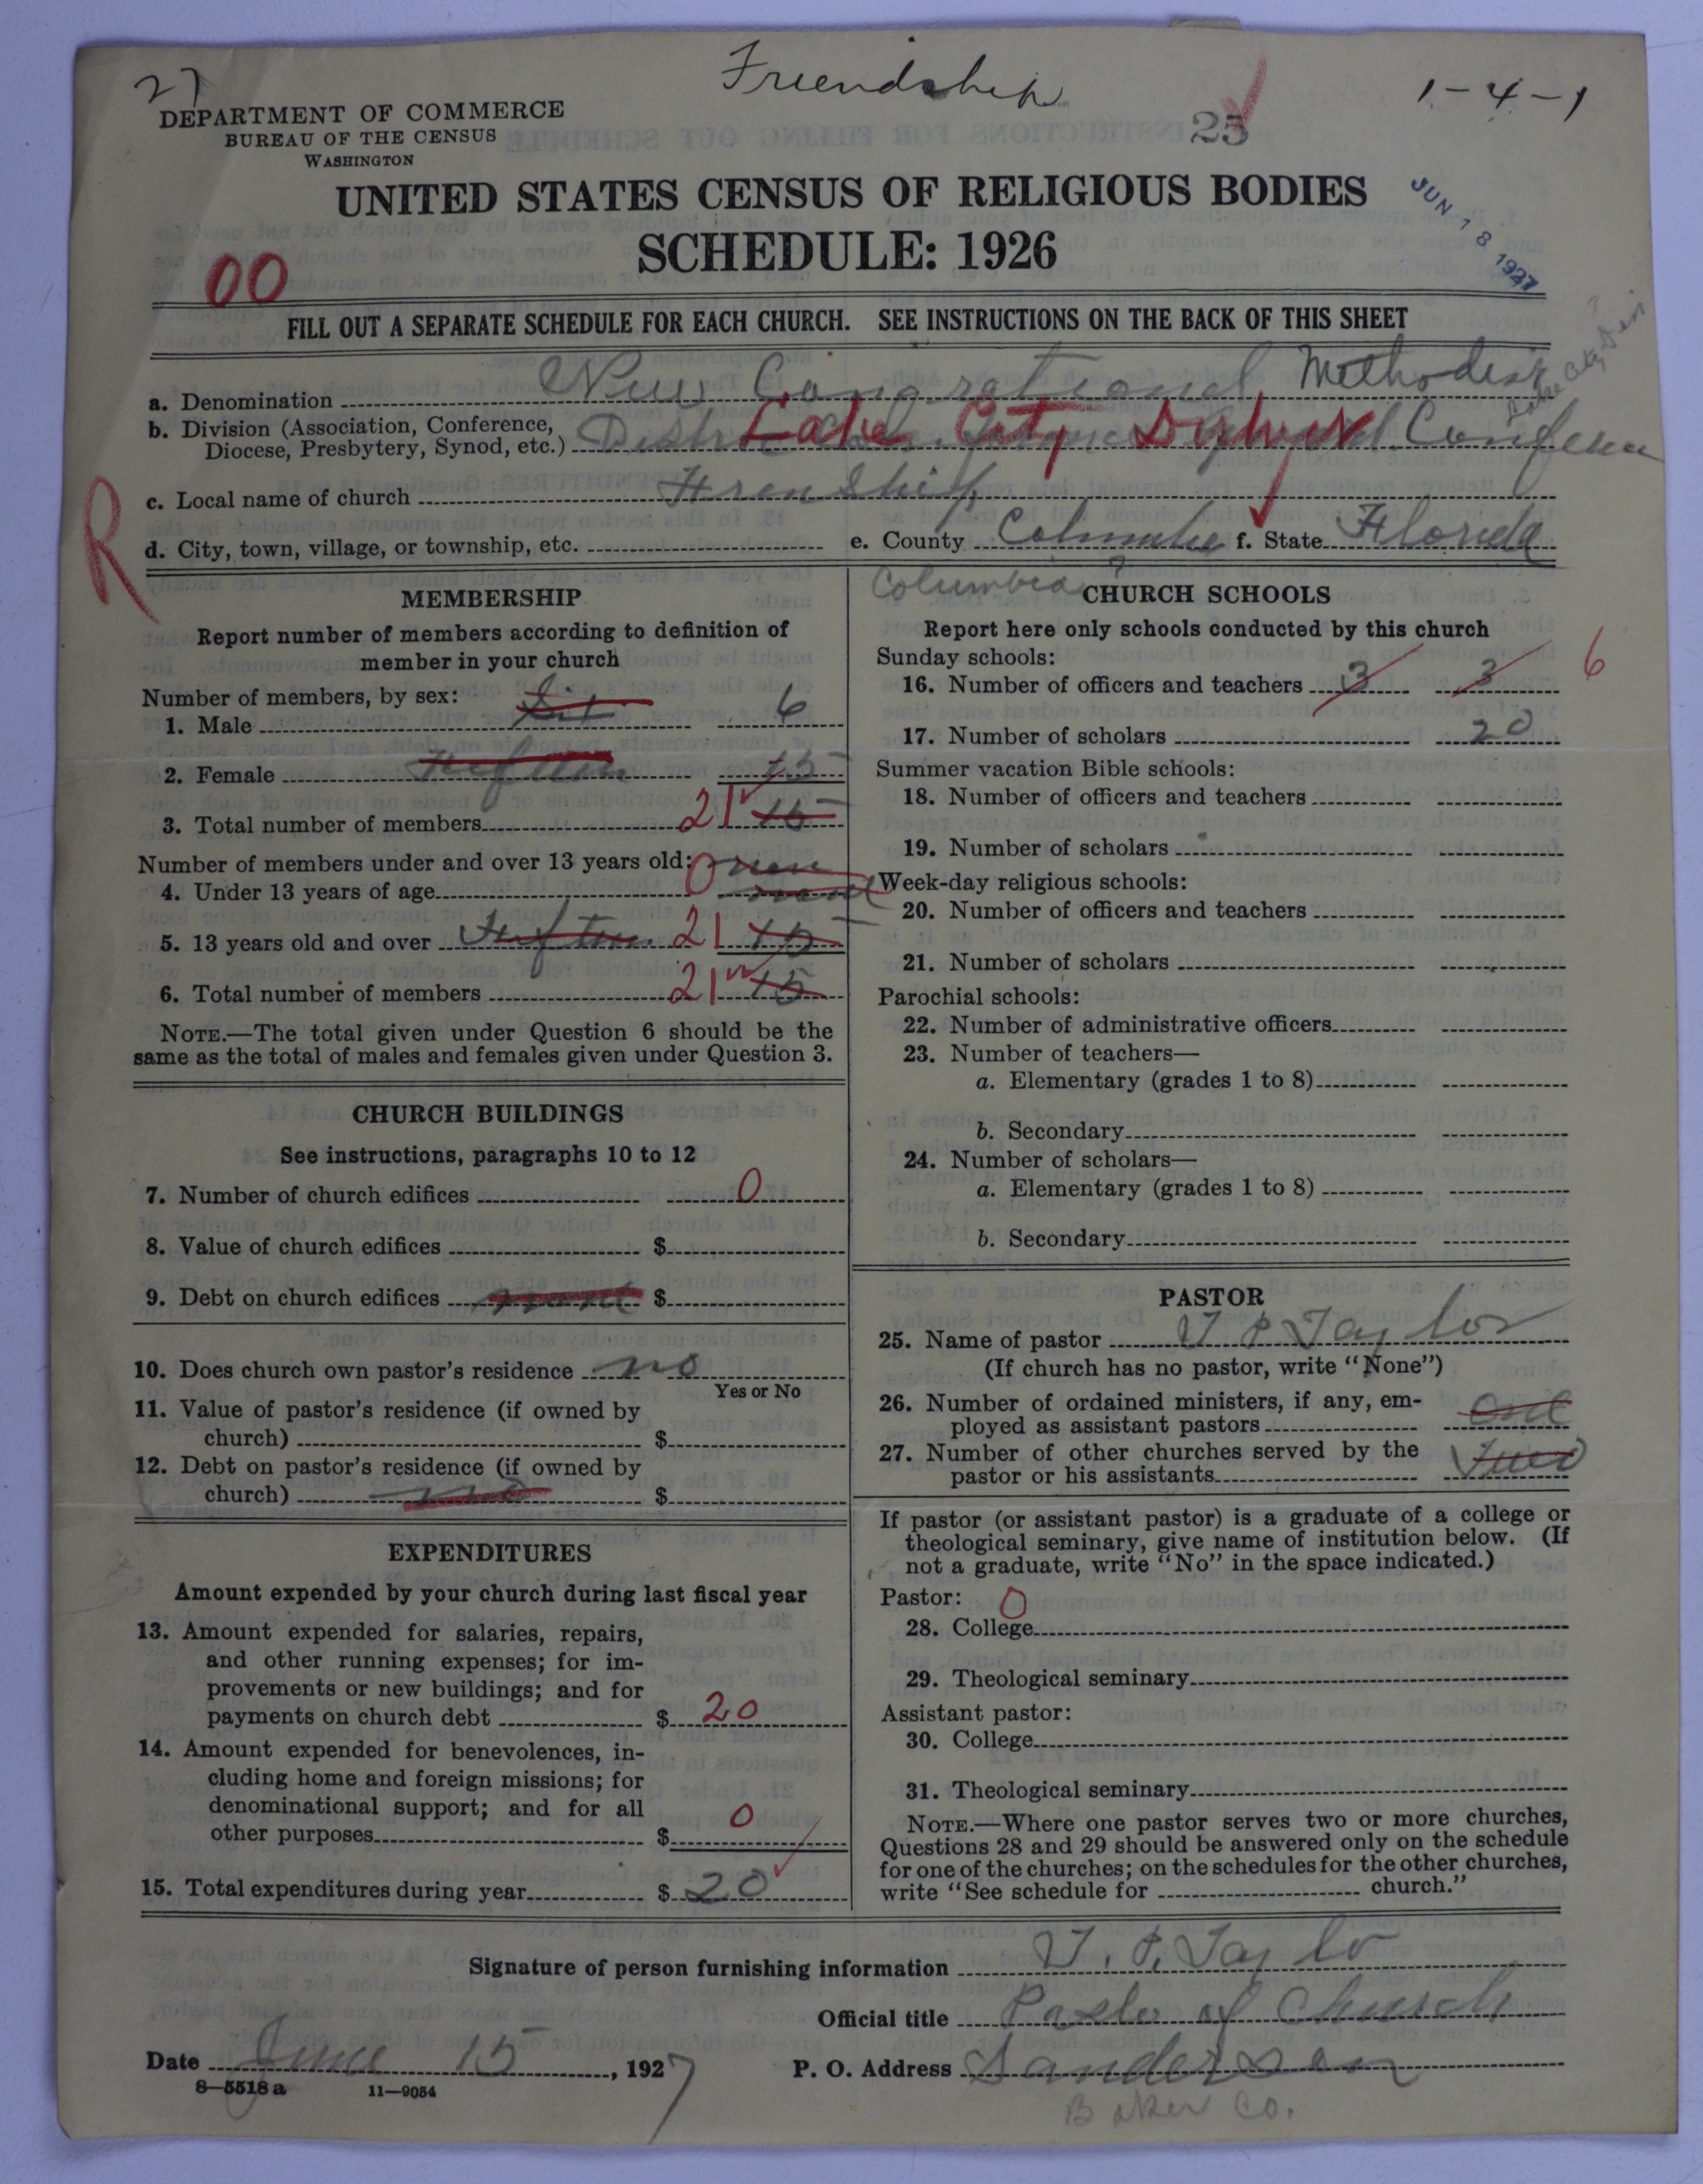 27
Friendship
1-4-1
DEPARTMENT OF COMMERCE
BUREAU OF THE CENSUS
WASHINGTON
25
UNITED STATES CENSUS OF RELIGIOUS BODIES
SCHEDULE: 1926
JUN 18 1927
00
FILL OUT A SEPARATE SCHEDULE FOR EACH CHURCH. SEE INSTRUCTIONS ON THE BACK OF THIS SHEET
a. Denomination New Congrational Methodist
b. Division (Association, Conference,
Diocese, Presbytery, Synod, etc.) Lake City
R
c. Local name of church Frenship
d. City, town, village, or township, etc. e. County Columbia f. State Florida
Columbia ?
MEMBERSHIP
Report number of members according to definition of
member in your church
Number of members, by sex:
1. Male Six 6
2. Female Fifteen 15
3. Total number of members 21 15
Number of members under and over 13 years old:
4. Under 13 years of age 0 none
5. 13 years old and over 21 15
6. Total number of members 21 15
NOTE.—The total given under Question 6 should be the
same as the total of males and females given under Question 3.
CHURCH BUILDINGS
See instructions, paragraphs 10 to 12
7. Number of church edifices 0
8. Value of church edifices $
9. Debt on church edifices none $
10. Does church own pastor's residence no
Yes or No
11. Value of pastor's residence (if owned by
church) $
12. Debt on pastor's residence (if owned by
church) no $
EXPENDITURES
Amount expended by your church during last fiscal year
13. Amount expended for salaries, repairs,
and other running expenses; for im-
provements or new buildings; and for
payments on church debt $ 20
14. Amount expended for benevolences, in-
cluding home and foreign missions; for
denominational support; and for all
other purposes $ 0
15. Total expenditures during year $ 20
CHURCH SCHOOLS
Report here only schools conducted by this church
Sunday schools:
16. Number of officers and teachers 3 3 6
17. Number of scholars 20
Summer vacation Bible schools:
18. Number of officers and teachers
19. Number of scholars
Week-day religious schools:
20. Number of officers and teachers
21. Number of scholars
Parochial schools:
22. Number of administrative officers
23. Number of teachers—
a. Elementary (grades 1 to 8)
b. Secondary
24. Number of scholars—
a. Elementary (grades 1 to 8)
b. Secondary
PASTOR
25. Name of pastor T P Taylor
(If church has no pastor, write "None")
26. Number of ordained ministers, if any, em-
ployed as assistant pastors one
27. Number of other churches served by the
pastor or his assistants
If pastor (or assistant pastor) is a graduate of a college or
theological seminary, give name of institution below. (If
not a graduate, write "No" in the space indicated.)
Pastor: 0
28. College
29. Theological seminary
Assistant pastor:
30. College
31. Theological seminary
NOTE.—Where one pastor serves two or more churches,
Questions 28 and 29 should be answered only on the schedule
for one of the churches; on the schedules for the other churches,
write "See schedule for church."
Signature of person furnishing information T. P. Taylo
Official title Paster of Church
Date June 15, 1927 P. O. Address Sanderson
8—5518 a 11—9054
Baker Co.